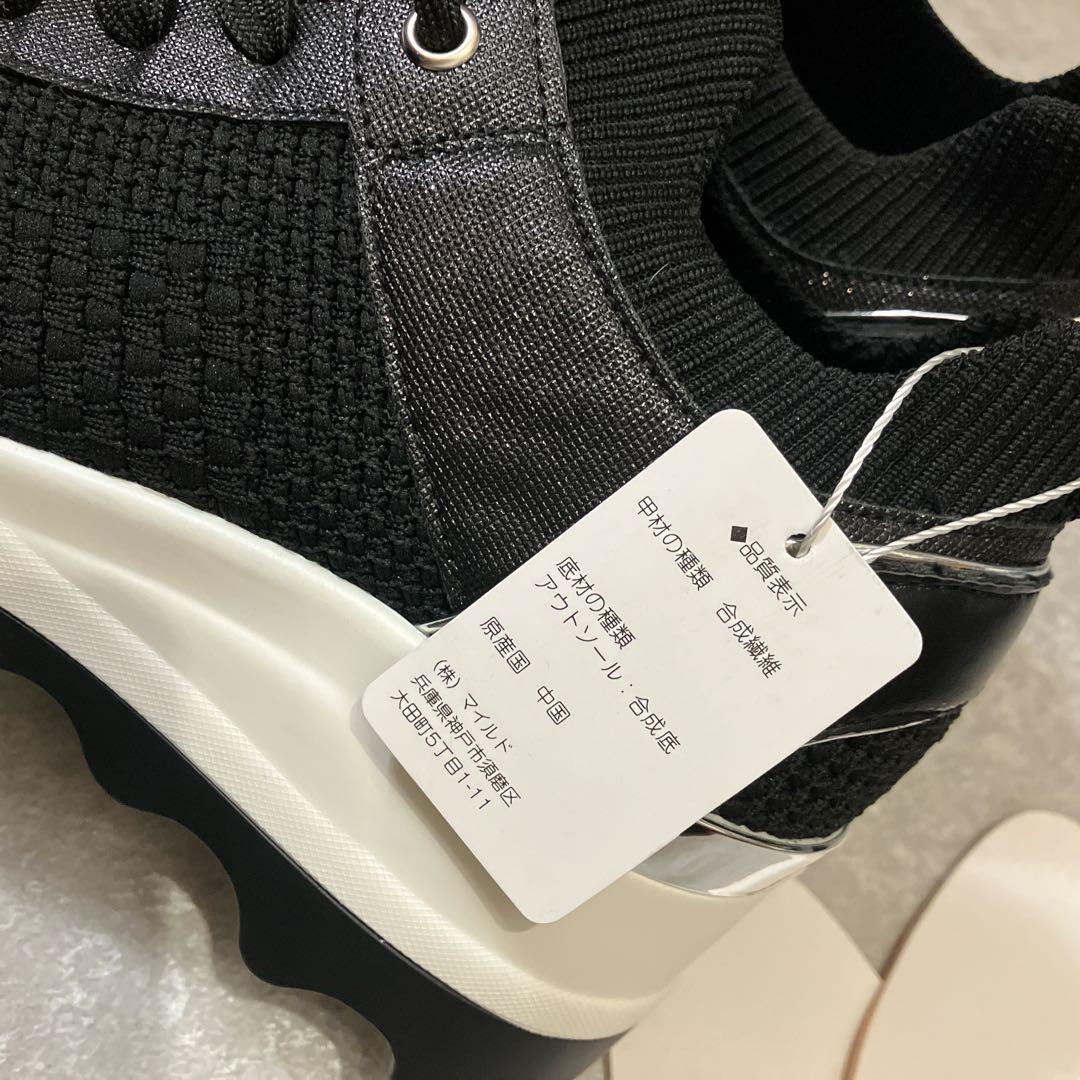 ◆品質表示
甲材の種類　合成繊維
底材の種類
アウトソール：合成底
原産国　中国
(株) マイルド
兵庫県神戸市須磨区
大田町5丁目1-11